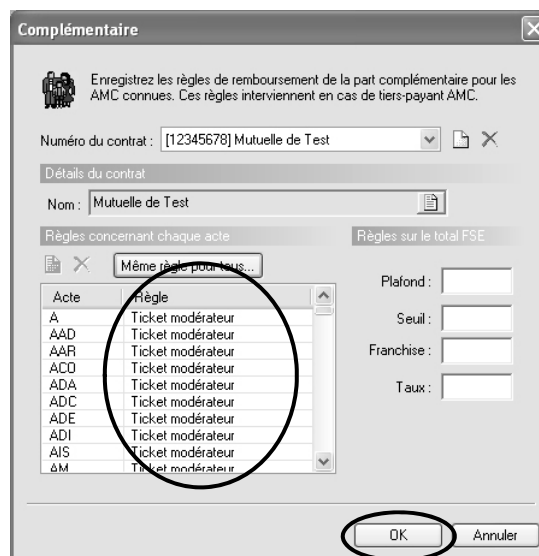 Complémentaire
Enregistrez les règles de remboursement de la part complémentaire pour les
AMC connues. Ces règles interviennent en cas de tiers-payant AMC.
Numéro du contrat : [12345678] Mutuelle de Test
Détails du contrat
Nom : Mutuelle de Test
Règles concernant chaque acte
Règles sur le total FSE
Même règle pour tous...
Acte Règle
A Ticket modérateur
AAD Ticket modérateur
AAR Ticket modérateur
ACO Ticket modérateur
ADA Ticket modérateur
ADC Ticket modérateur
ADE Ticket modérateur
ADI Ticket modérateur
AIS Ticket modérateur
AM Ticket modérateur
Plafond :
Seuil :
Franchise :
Taux :
OK Annuler